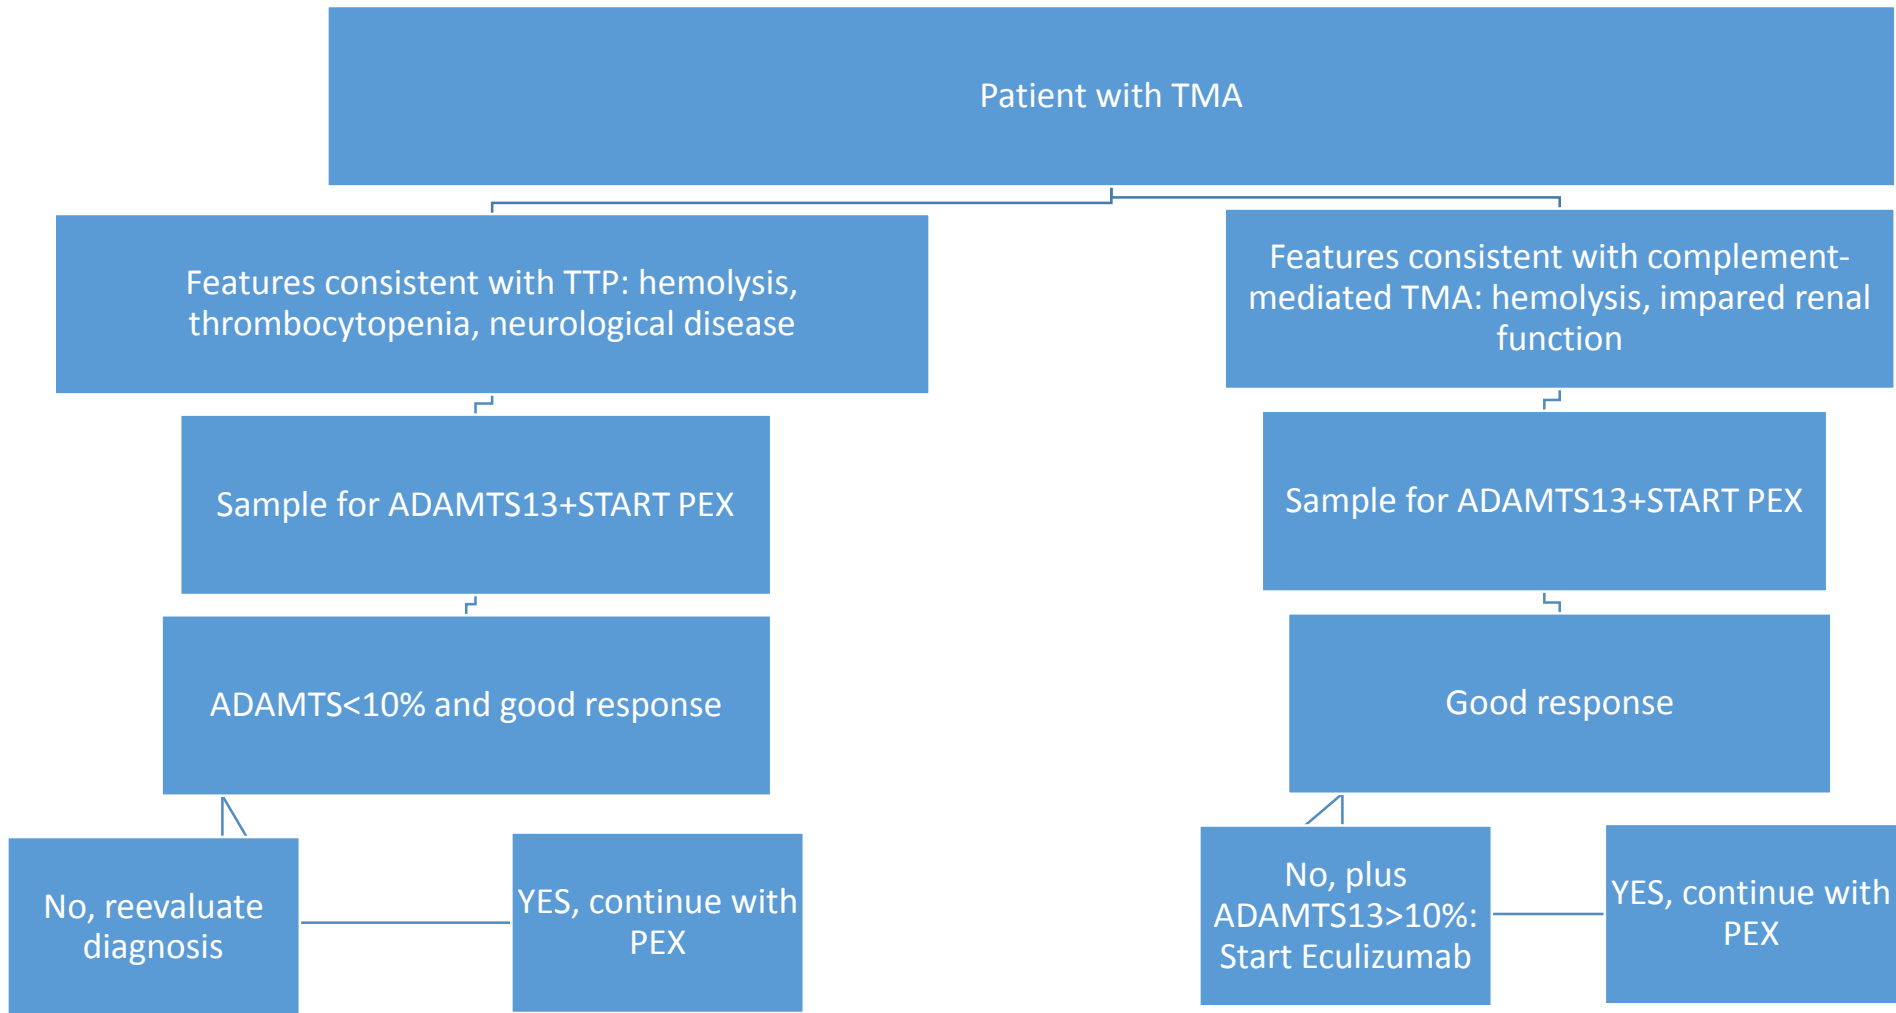 Patient with TMA
Features consistent with TTP: hemolysis,
thrombocytopenia, neurological disease
Features consistent with complement-
mediated TMA: hemolysis, impared renal
function
Sample for ADAMTS13+START PEX
Sample for ADAMTS13+START PEX
ADAMTS<10% and good response
Good response
No, reevaluate
diagnosis
YES, continue with
PEX
No, plus
ADAMTS13>10%:
Start Eculizumab
YES, continue with
PEX